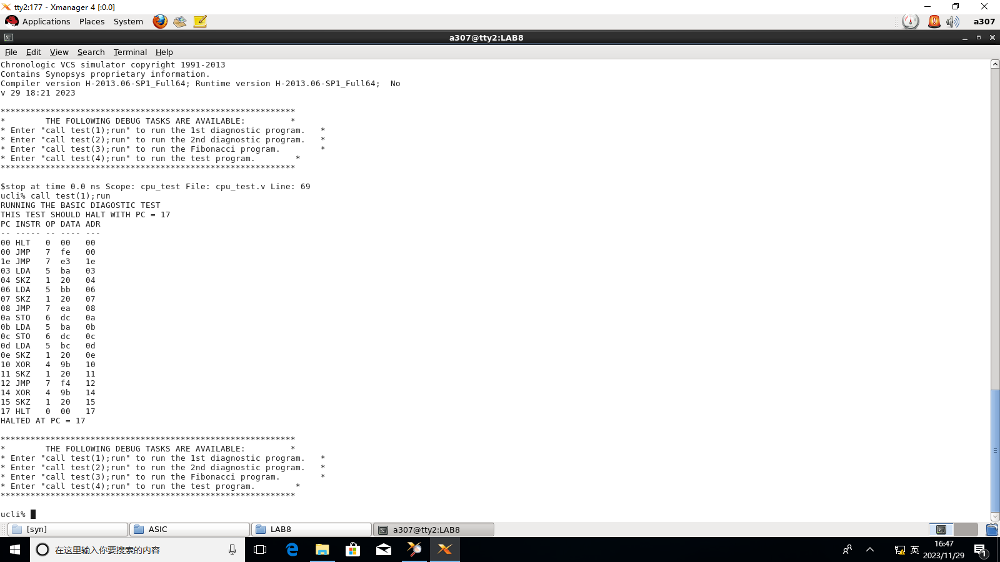 tty2:177 - Xmanager 4 [:0.0]
Applications Places System a307
a307@tty2:LAB8
File Edit View Search Terminal Help
Chronologic VCS simulator copyright 1991-2013
Contains Synopsys proprietary information.
Compiler version H-2013.06-SP1_Full64; Runtime version H-2013.06-SP1_Full64;  No
v 29 18:21 2023
***********************************************************
*        THE FOLLOWING DEBUG TASKS ARE AVAILABLE:         *
* Enter "call test(1);run" to run the 1st diagnostic program.   *
* Enter "call test(2);run" to run the 2nd diagnostic program.   *
* Enter "call test(3);run" to run the Fibonacci program.        *
* Enter "call test(4);run" to run the test program.        *
***********************************************************
$stop at time 0.0 ns Scope: cpu_test File: cpu_test.v Line: 69
ucli% call test(1);run
RUNNING THE BASIC DIAGOSTIC TEST
THIS TEST SHOULD HALT WITH PC = 17
PC INSTR OP DATA ADR
-- ----- -- ---- ---
00 HLT   0  00   00
00 JMP   7  fe   00
1e JMP   7  e3   1e
03 LDA   5  ba   03
04 SKZ   1  20   04
06 LDA   5  bb   06
07 SKZ   1  20   07
08 JMP   7  ea   08
0a STO   6  dc   0a
0b LDA   5  ba   0b
0c STO   6  dc   0c
0d LDA   5  bc   0d
0e SKZ   1  20   0e
10 XOR   4  9b   10
11 SKZ   1  20   11
12 JMP   7  f4   12
14 XOR   4  9b   14
15 SKZ   1  20   15
17 HLT   0  00   17
HALTED AT PC = 17
***********************************************************
*        THE FOLLOWING DEBUG TASKS ARE AVAILABLE:         *
* Enter "call test(1);run" to run the 1st diagnostic program.   *
* Enter "call test(2);run" to run the 2nd diagnostic program.   *
* Enter "call test(3);run" to run the Fibonacci program.        *
* Enter "call test(4);run" to run the test program.        *
***********************************************************
ucli%
[syn] ASIC LAB8 a307@tty2:LAB8
在这里输入你要搜索的内容 英 16:47
2023/11/29 1